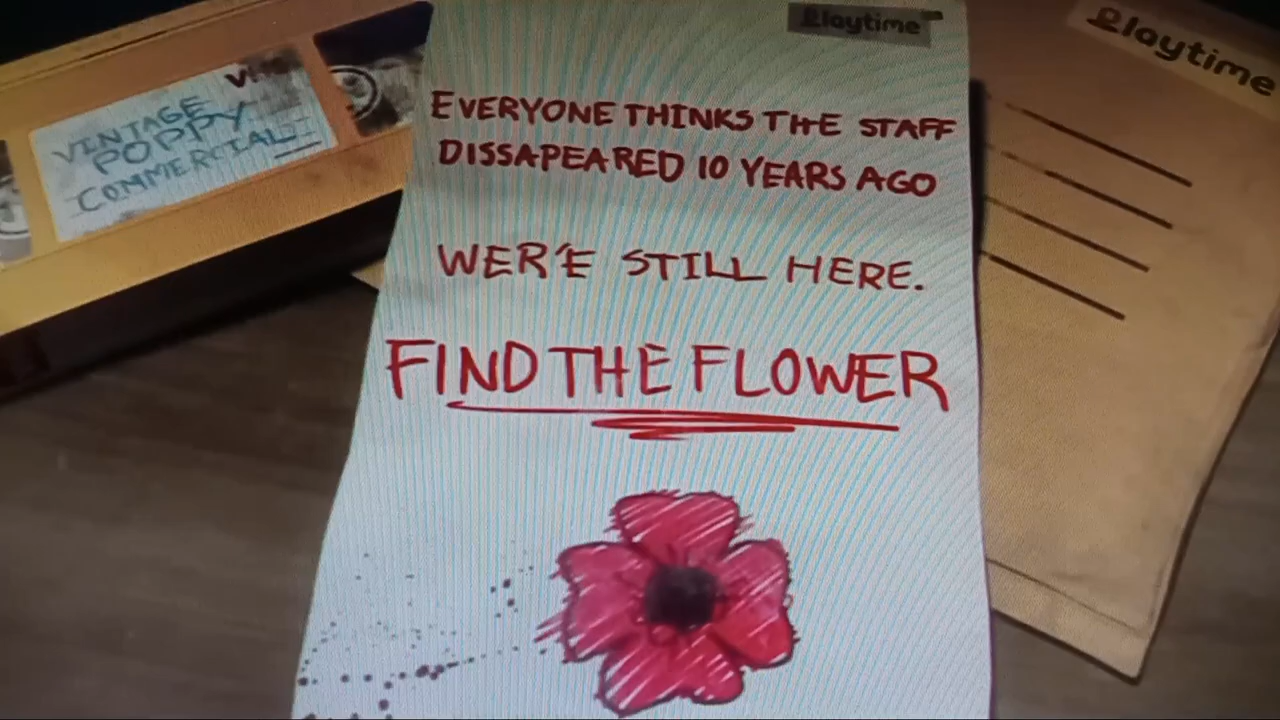 Playtime
Playtime
VINTAGE
POPPY
COMMERCIAL
EVERYONE THINKS THE STAFF
DISSAPEARED 10 YEARS AGO
WER'E STILL HERE.
FIND THE FLOWER